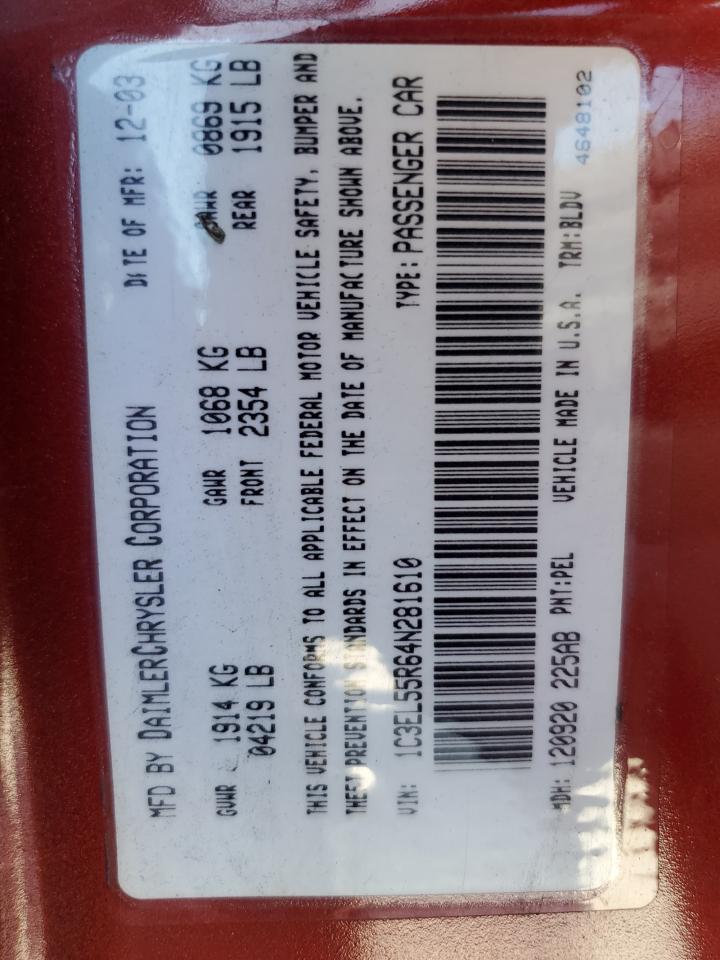 MFD BY DAIMLERCHRYSLER CORPORATION DATE OF MFR: 12-03
GVWR 1914 KG GAWR 1068 KG GAWR 0869 KG
04219 LB FRONT 2354 LB REAR 1915 LB
THIS VEHICLE CONFORMS TO ALL APPLICABLE FEDERAL MOTOR VEHICLE SAFETY, BUMPER AND
THEFT PREVENTION STANDARDS IN EFFECT ON THE DATE OF MANUFACTURE SHOWN ABOVE.
VIN: 1C3EL55R64N281610 TYPE: PASSENGER CAR
MDH: 120920 225AB PNT:PEL VEHICLE MADE IN U.S.A. TRM:BLDV
4648102